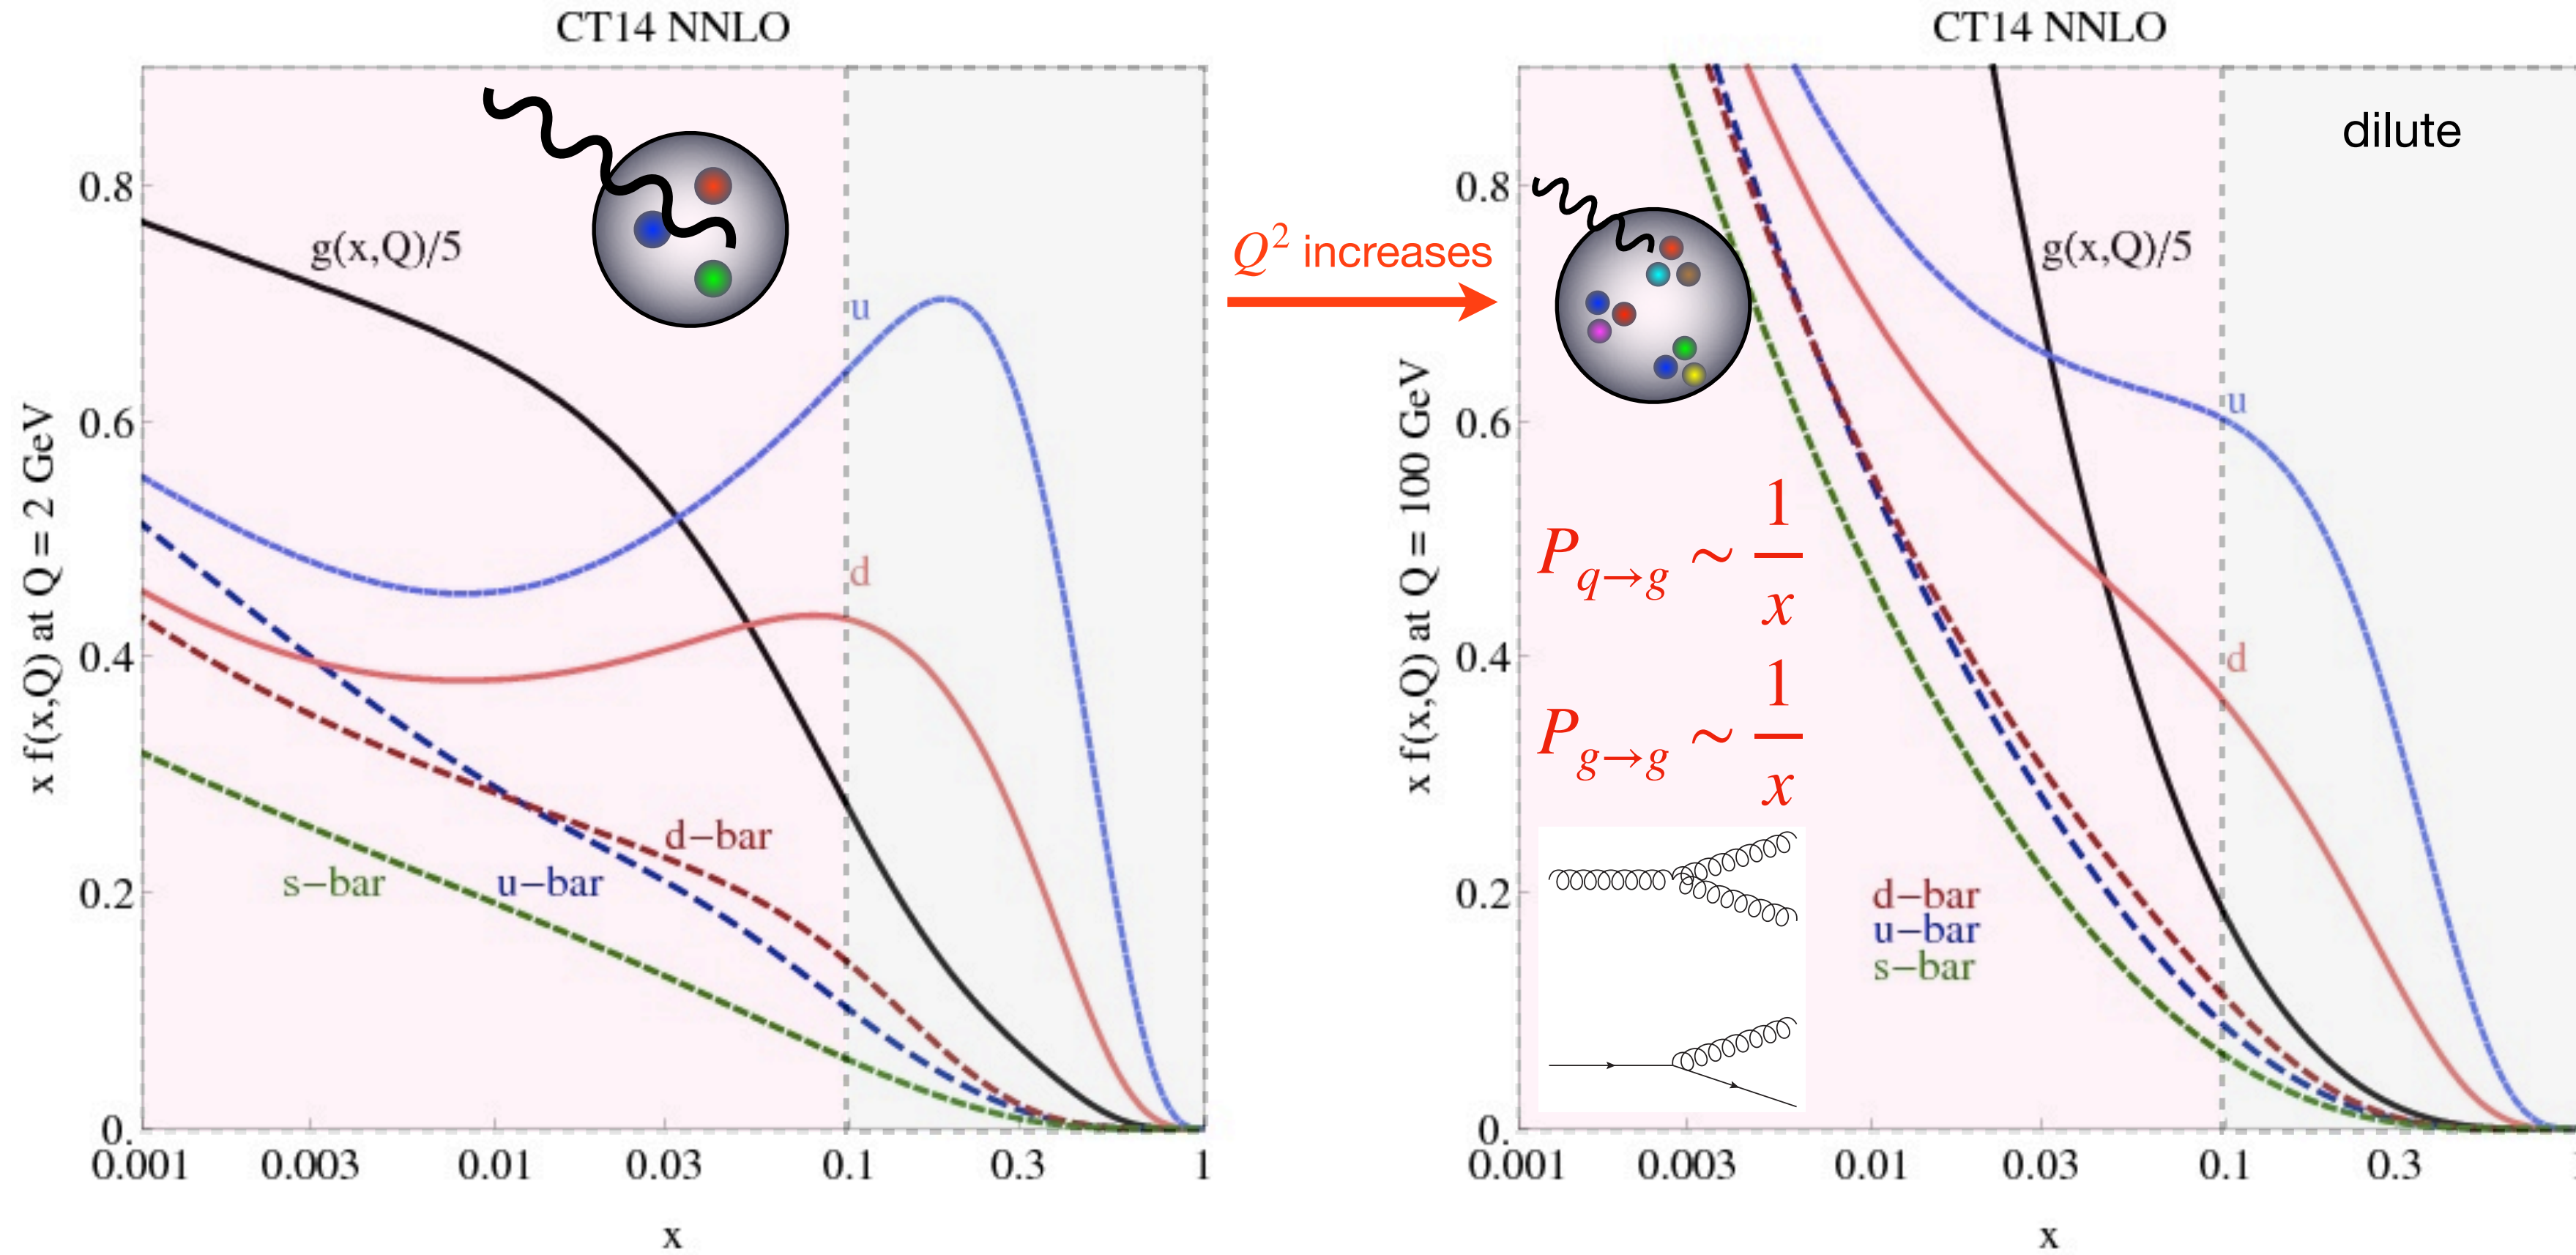 CT14 NNLO
x f(x,Q) at Q = 2 GeV
0.8
0.6
0.4
0.2
0.
g(x,Q)/5
u
d
d−bar
s−bar
u−bar
0.001
0.003
0.01
0.03
0.1
0.3
1
x
Q² increases
CT14 NNLO
x f(x,Q) at Q = 100 GeV
0.8
0.6
0.4
0.2
0.
dilute
g(x,Q)/5
u
d
P_{q→g} ~ 1/x
P_{g→g} ~ 1/x
d−bar
u−bar
s−bar
0.001
0.003
0.01
0.03
0.1
0.3
x